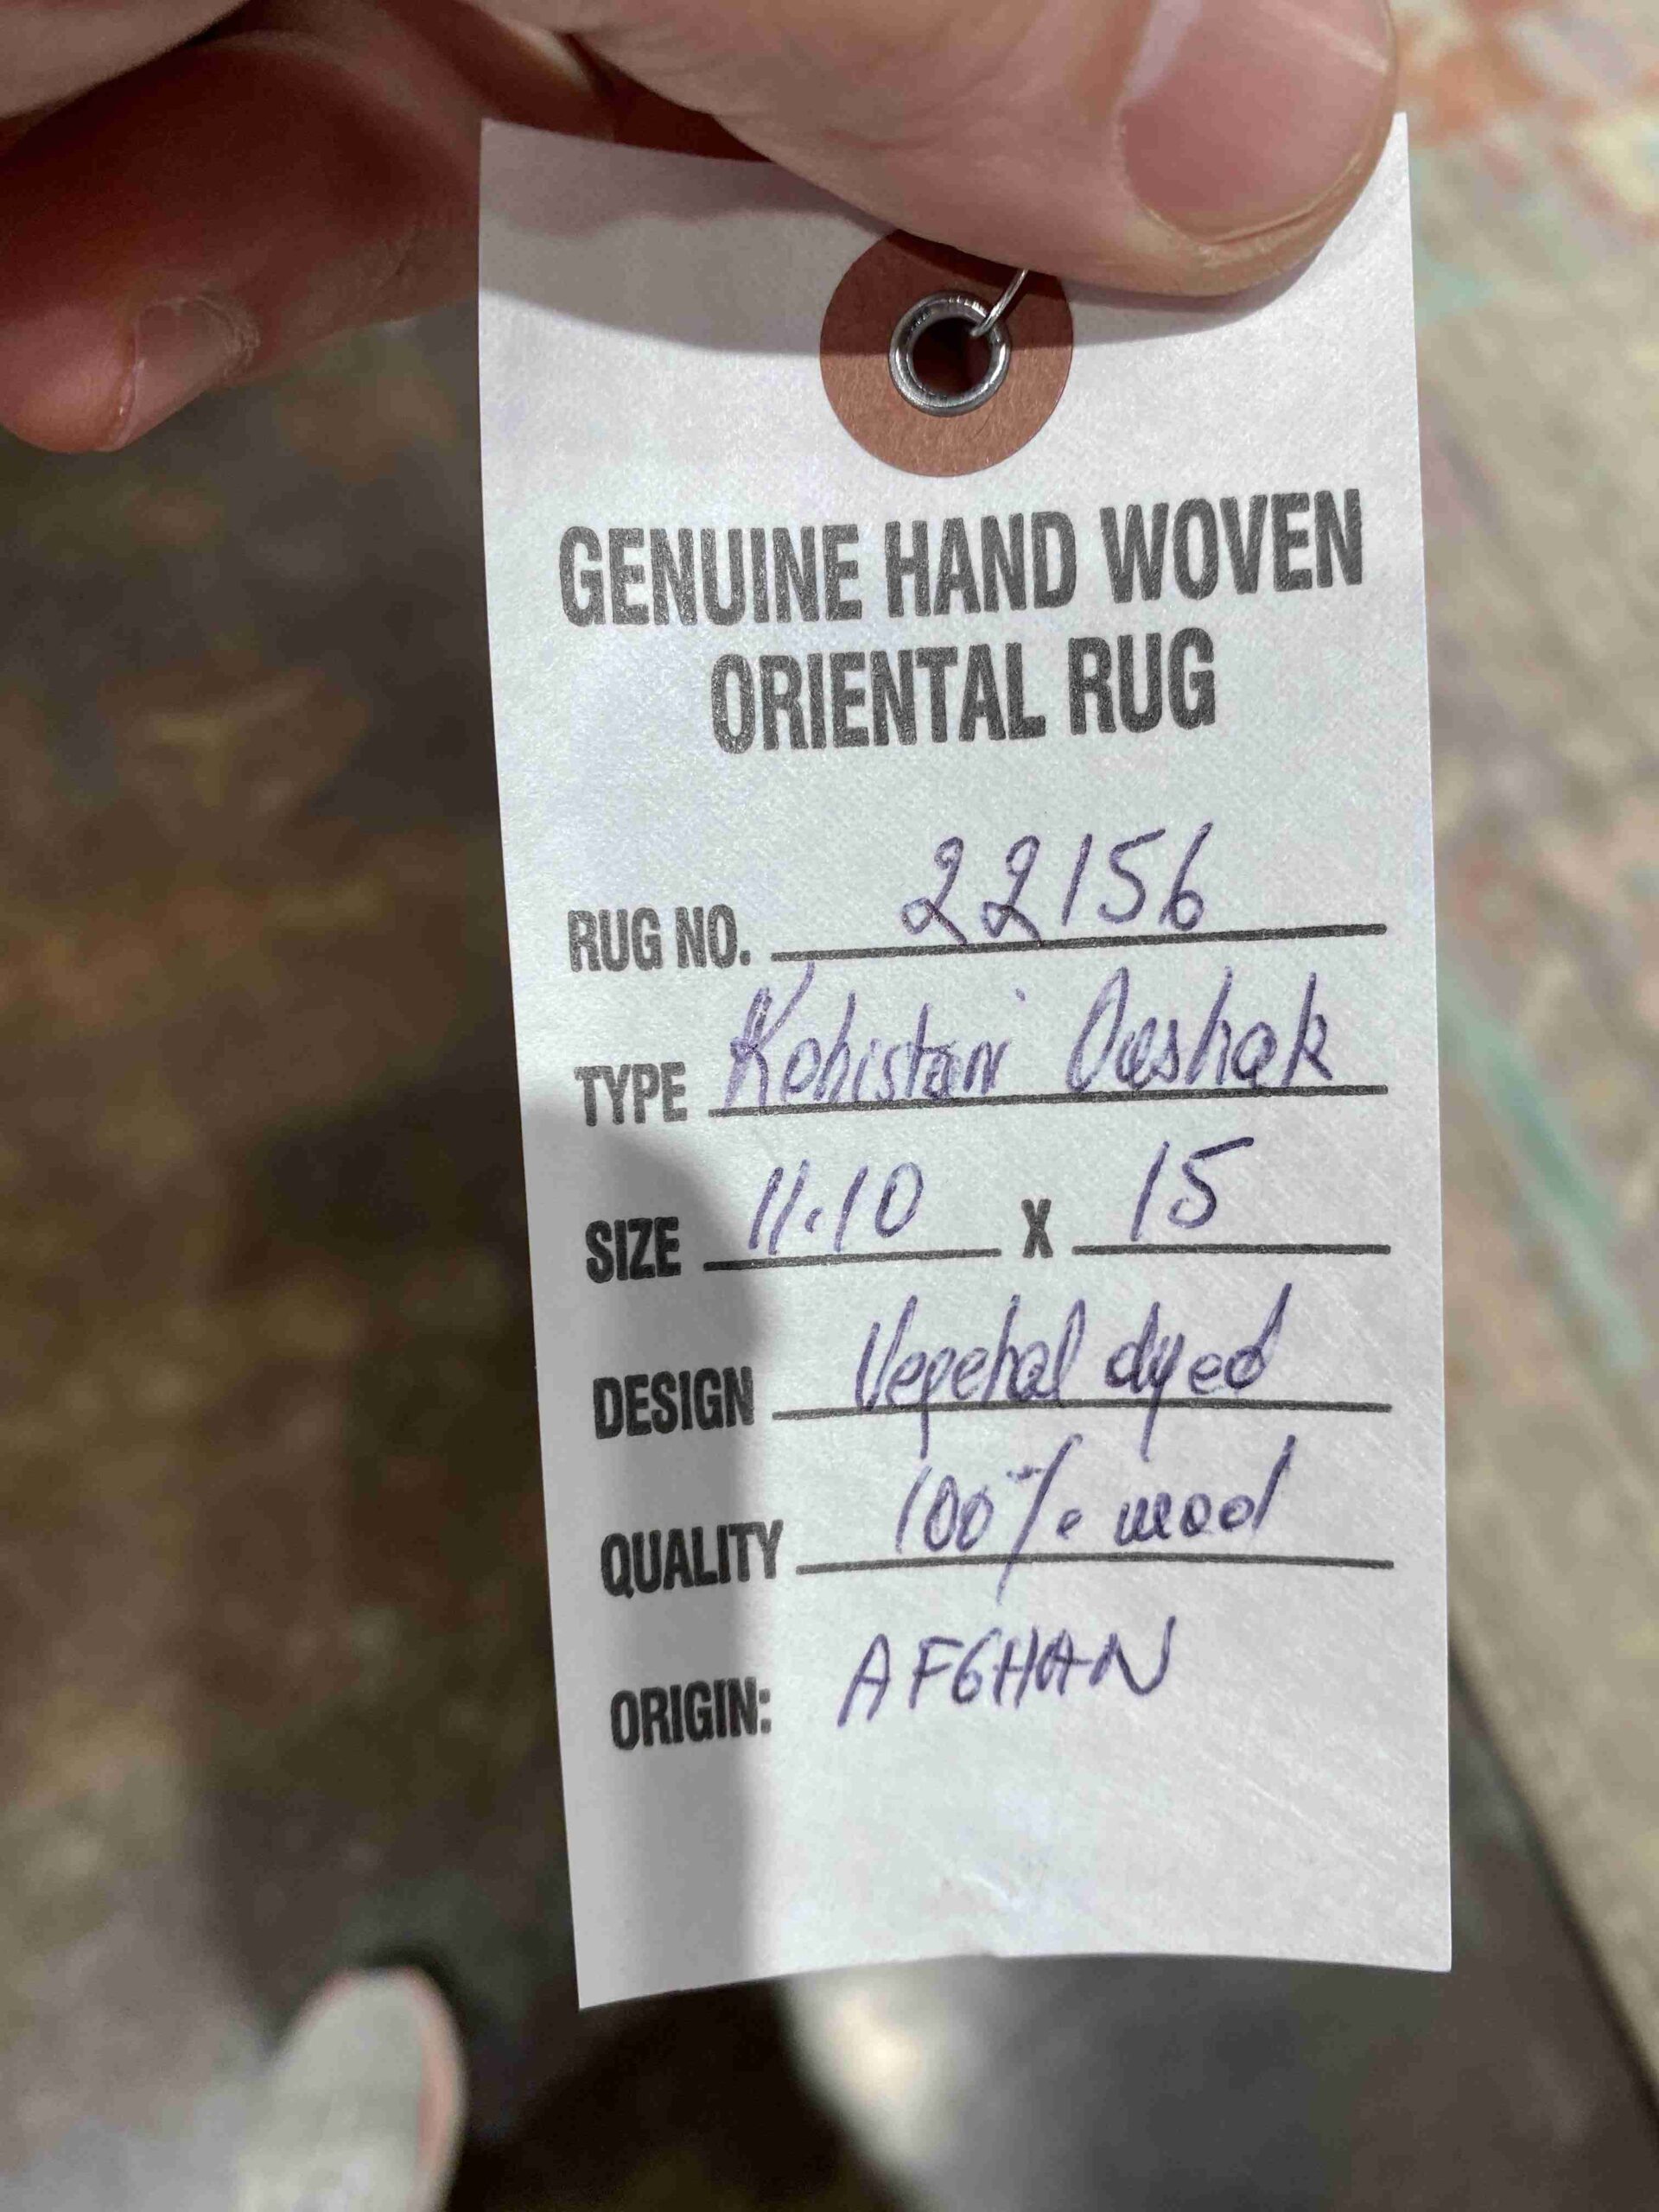 GENUINE HAND WOVEN
ORIENTAL RUG
RUG NO. 22156
TYPE Kohistan Oushak
SIZE 11.10 X 15
DESIGN Vegetal dyed
QUALITY 100% wool
ORIGIN: AFGHAN